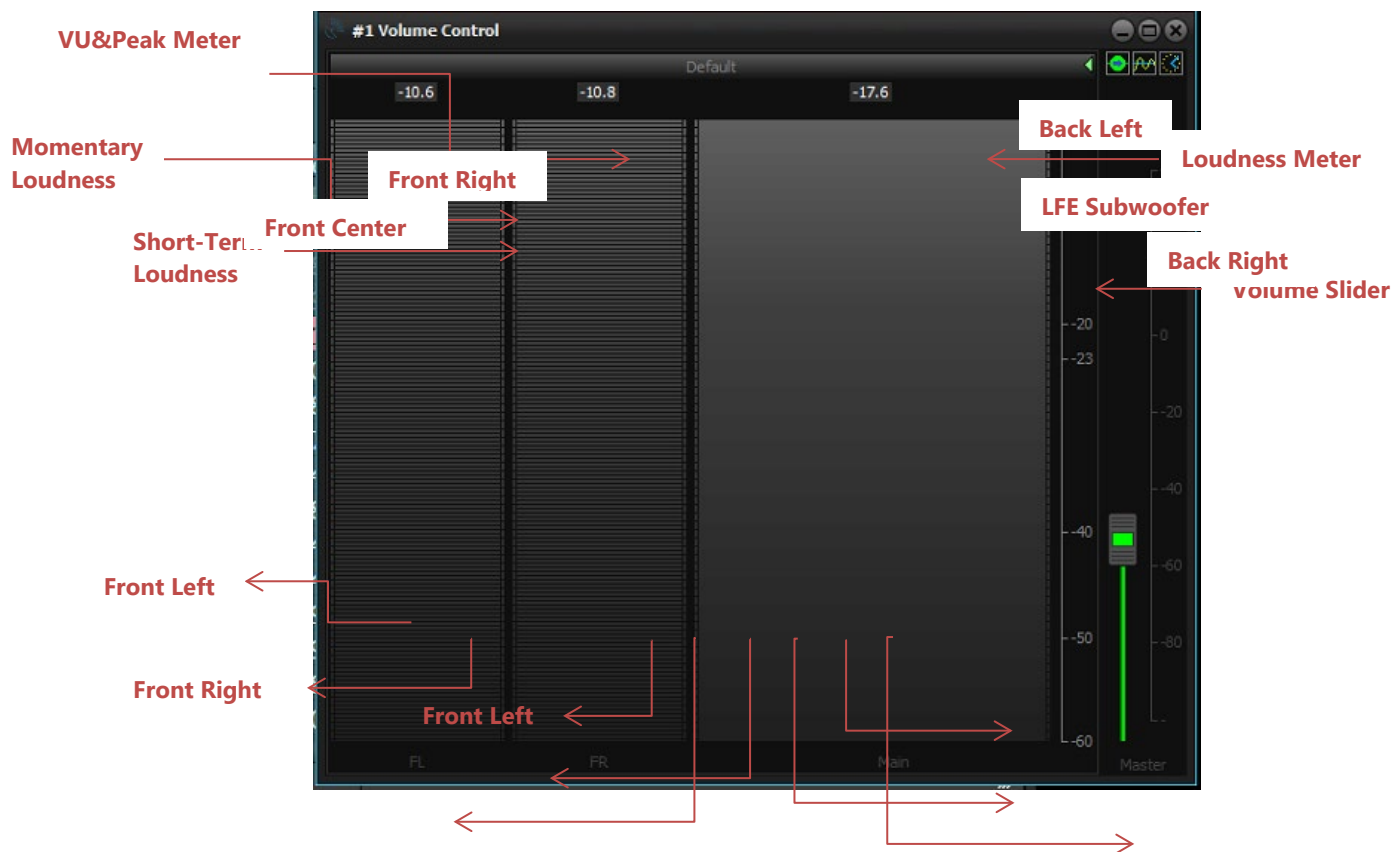 #1 Volume Control
VU&Peak Meter
Default
-10.6
-10.8
-17.6
Back Left
Momentary
Loudness
Loudness Meter
Front Right
LFE Subwoofer
Front Center
Short-Term
Loudness
Back Right
Volume Slider
-20
-23
-0
-20
-40
-40
-60
Front Left
-50
-80
Front Right
Front Left
-60
FL
FR
Main
Master